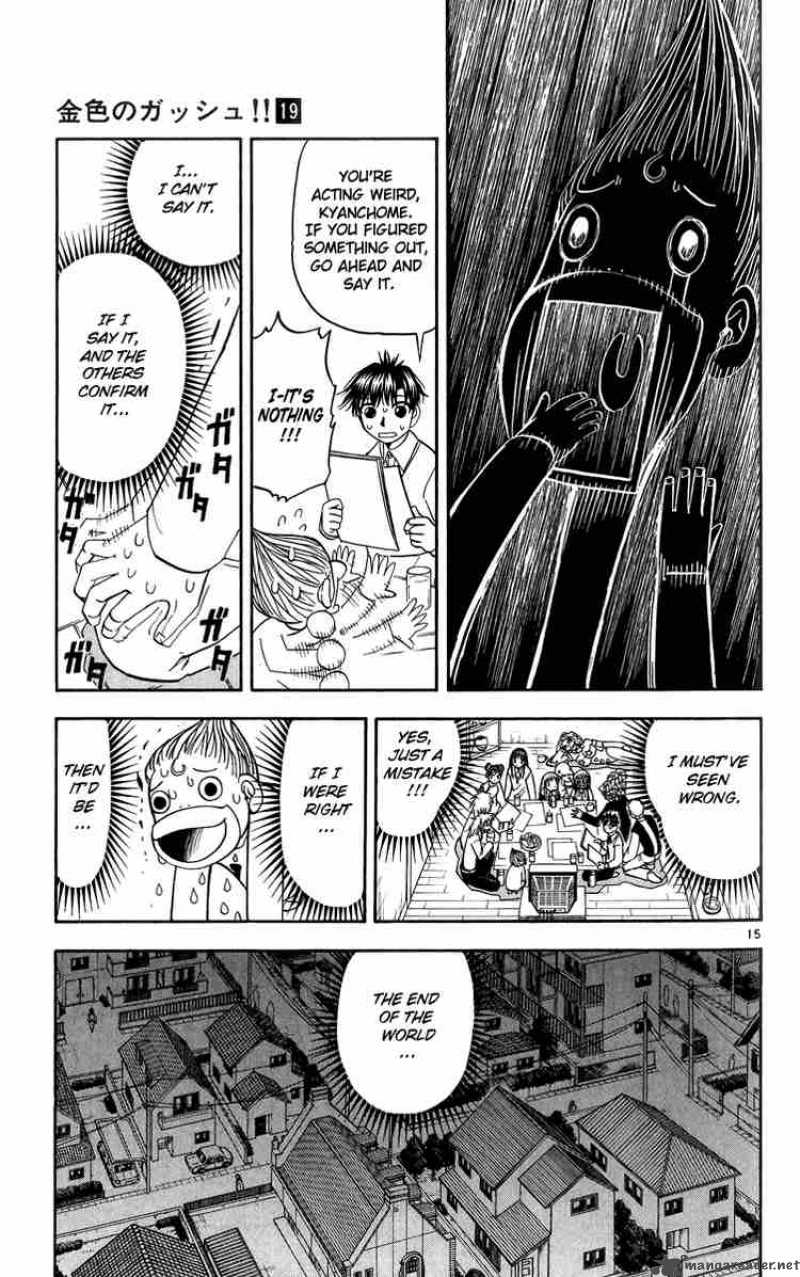 金色のガッシュ!! 19
YOU'RE
ACTING WEIRD,
KYANCHOME.
IF YOU FIGURED
SOMETHING OUT,
GO AHEAD AND
SAY IT.
I-IT'S
NOTHING
!!!
I...
I CAN'T
SAY IT.
IF I
SAY IT,
AND THE
OTHERS
CONFIRM
IT...
ガタ
ガタ
ガタ
ガタ
I MUST'VE
SEEN
WRONG.
YES,
JUST A
MISTAKE
!!!
IF I
WERE
RIGHT
...
THEN
IT'D
BE
...
15
THE END
OF THE
WORLD
...
mangareader.net